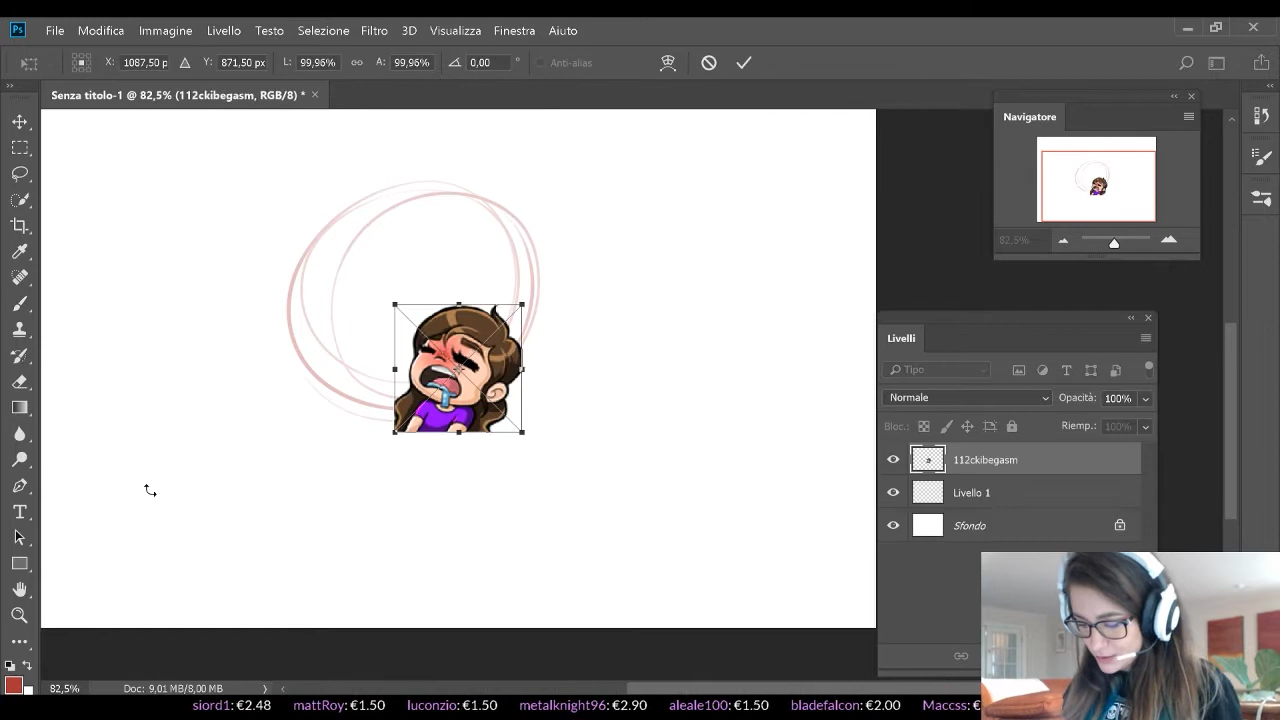 Ps File Modifica Immagine Livello Testo Selezione Filtro 3D Visualizza Finestra Aiuto
X: 1087,50 p Y: 871,50 px L: 99,96% A: 99,96% 0,00 ° Anti-alias
Senza titolo-1 @ 82,5% (112ckibegasm, RGB/8) *
Navigatore
82,5%
Livelli
Tipo
Normale Opacità: 100%
Bloc.: Riemp.: 100%
112ckibegasm
Livello 1
Sfondo
82,5% Doc: 9,01 MB/8,00 MB
siord1: €2.48 mattRoy: €1.50 luconzio: €1.50 metalknight96: €2.90 aleale100: €1.50 bladefalcon: €2.00 Maccss: €